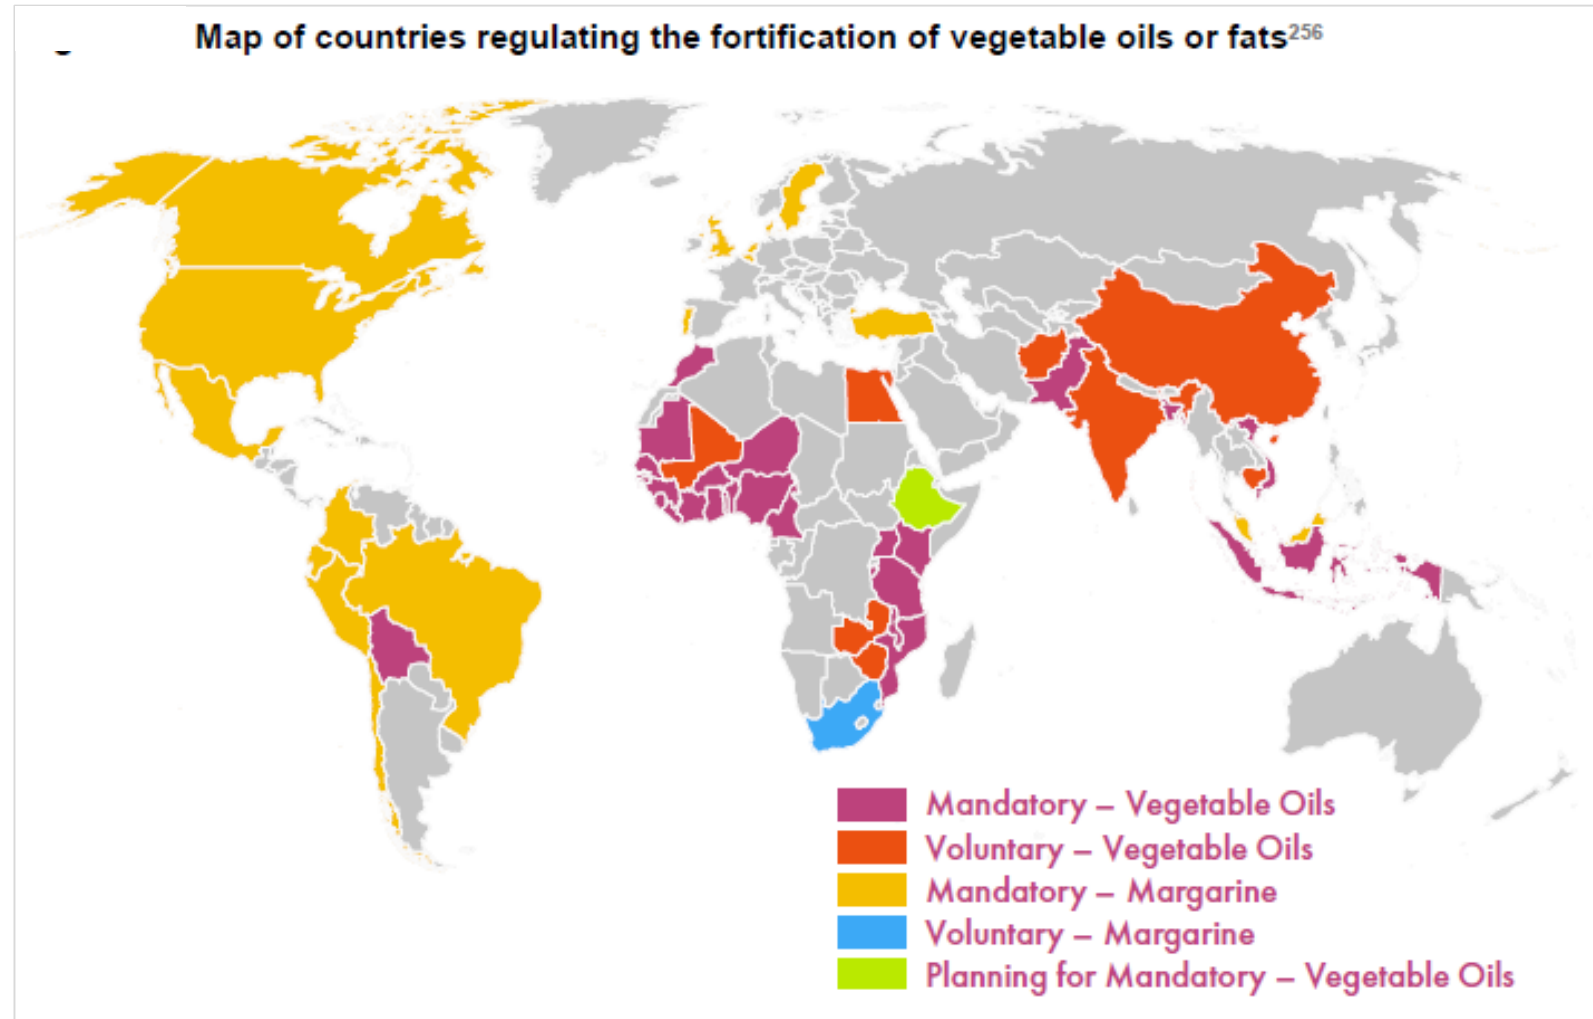 Map of countries regulating the fortification of vegetable oils or fats256
Mandatory – Vegetable Oils
Voluntary – Vegetable Oils
Mandatory – Margarine
Voluntary – Margarine
Planning for Mandatory – Vegetable Oils